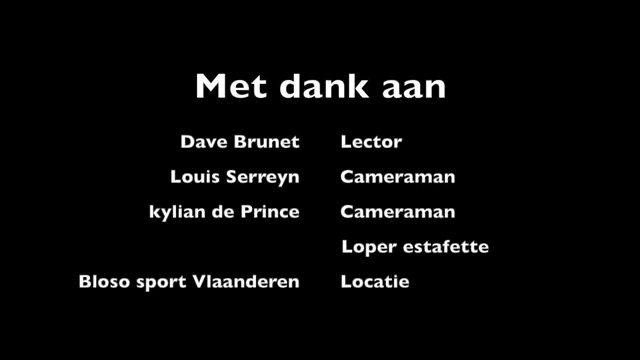 Met dank aan
Dave Brunet Lector
Louis Serreyn Cameraman
kylian de Prince Cameraman
Loper estafette
Bloso sport Vlaanderen Locatie